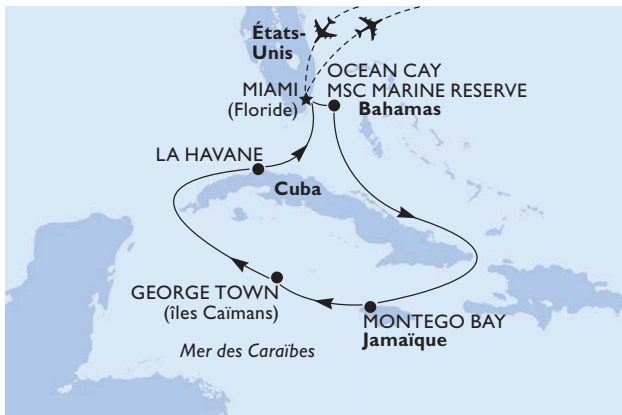 États-
Unis
OCEAN CAY
MSC MARINE RESERVE
Bahamas
MIAMI
(Floride)
LA HAVANE
Cuba
GEORGE TOWN
(îles Caïmans)
MONTEGO BAY
Jamaïque
Mer des Caraïbes